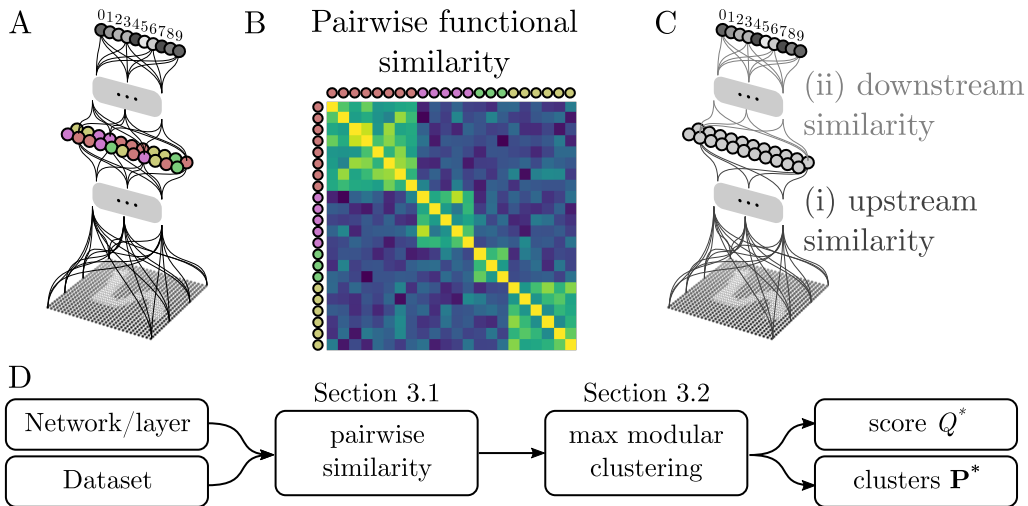 A
0123456789
...
...
B
Pairwise functional
similarity
C
0123456789
...
...
(ii) downstream
similarity
(i) upstream
similarity
D
Network/layer
Dataset
Section 3.1
pairwise
similarity
Section 3.2
max modular
clustering
score Q*
clusters P*